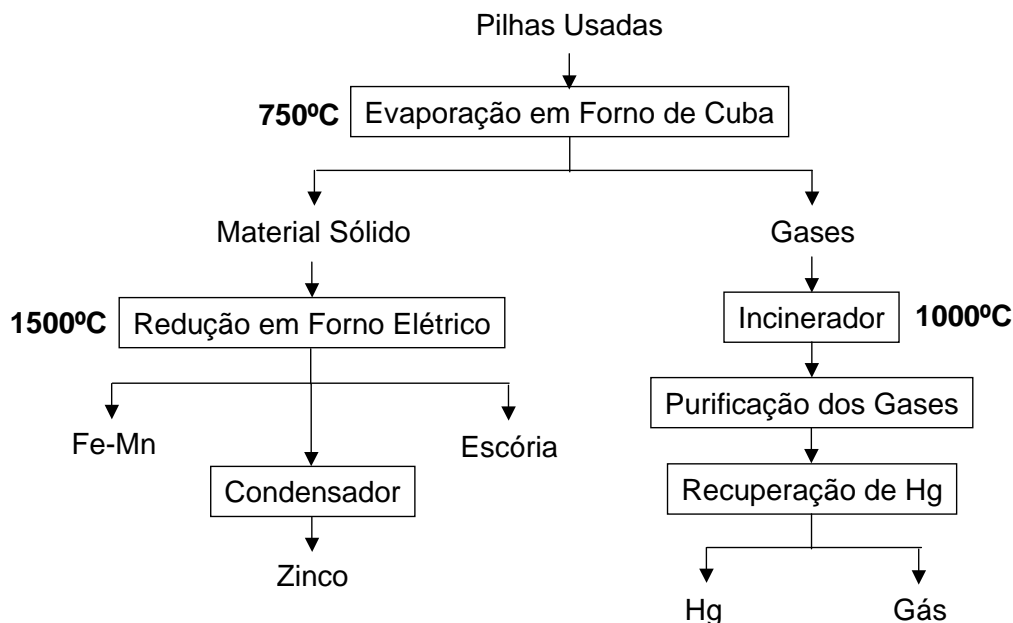 Pilhas Usadas
750ºC Evaporação em Forno de Cuba
Material Sólido Gases
1500ºC Redução em Forno Elétrico Incinerador 1000ºC
Purificação dos Gases
Fe-Mn Escória
Condensador Recuperação de Hg
Zinco
Hg Gás